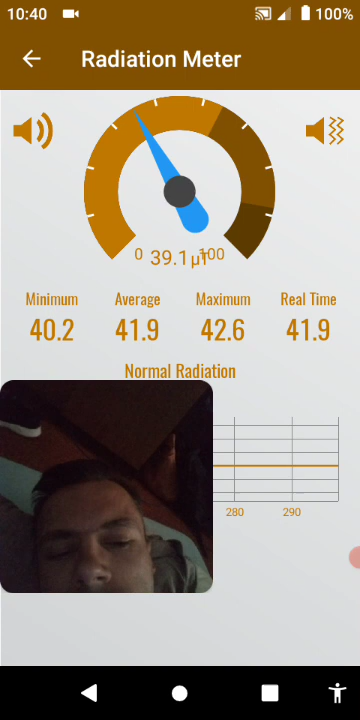 10:40 100%
Radiation Meter
0 39.1 µT 100
Minimum Average Maximum Real Time
40.2 41.9 42.6 41.9
Normal Radiation
280 290